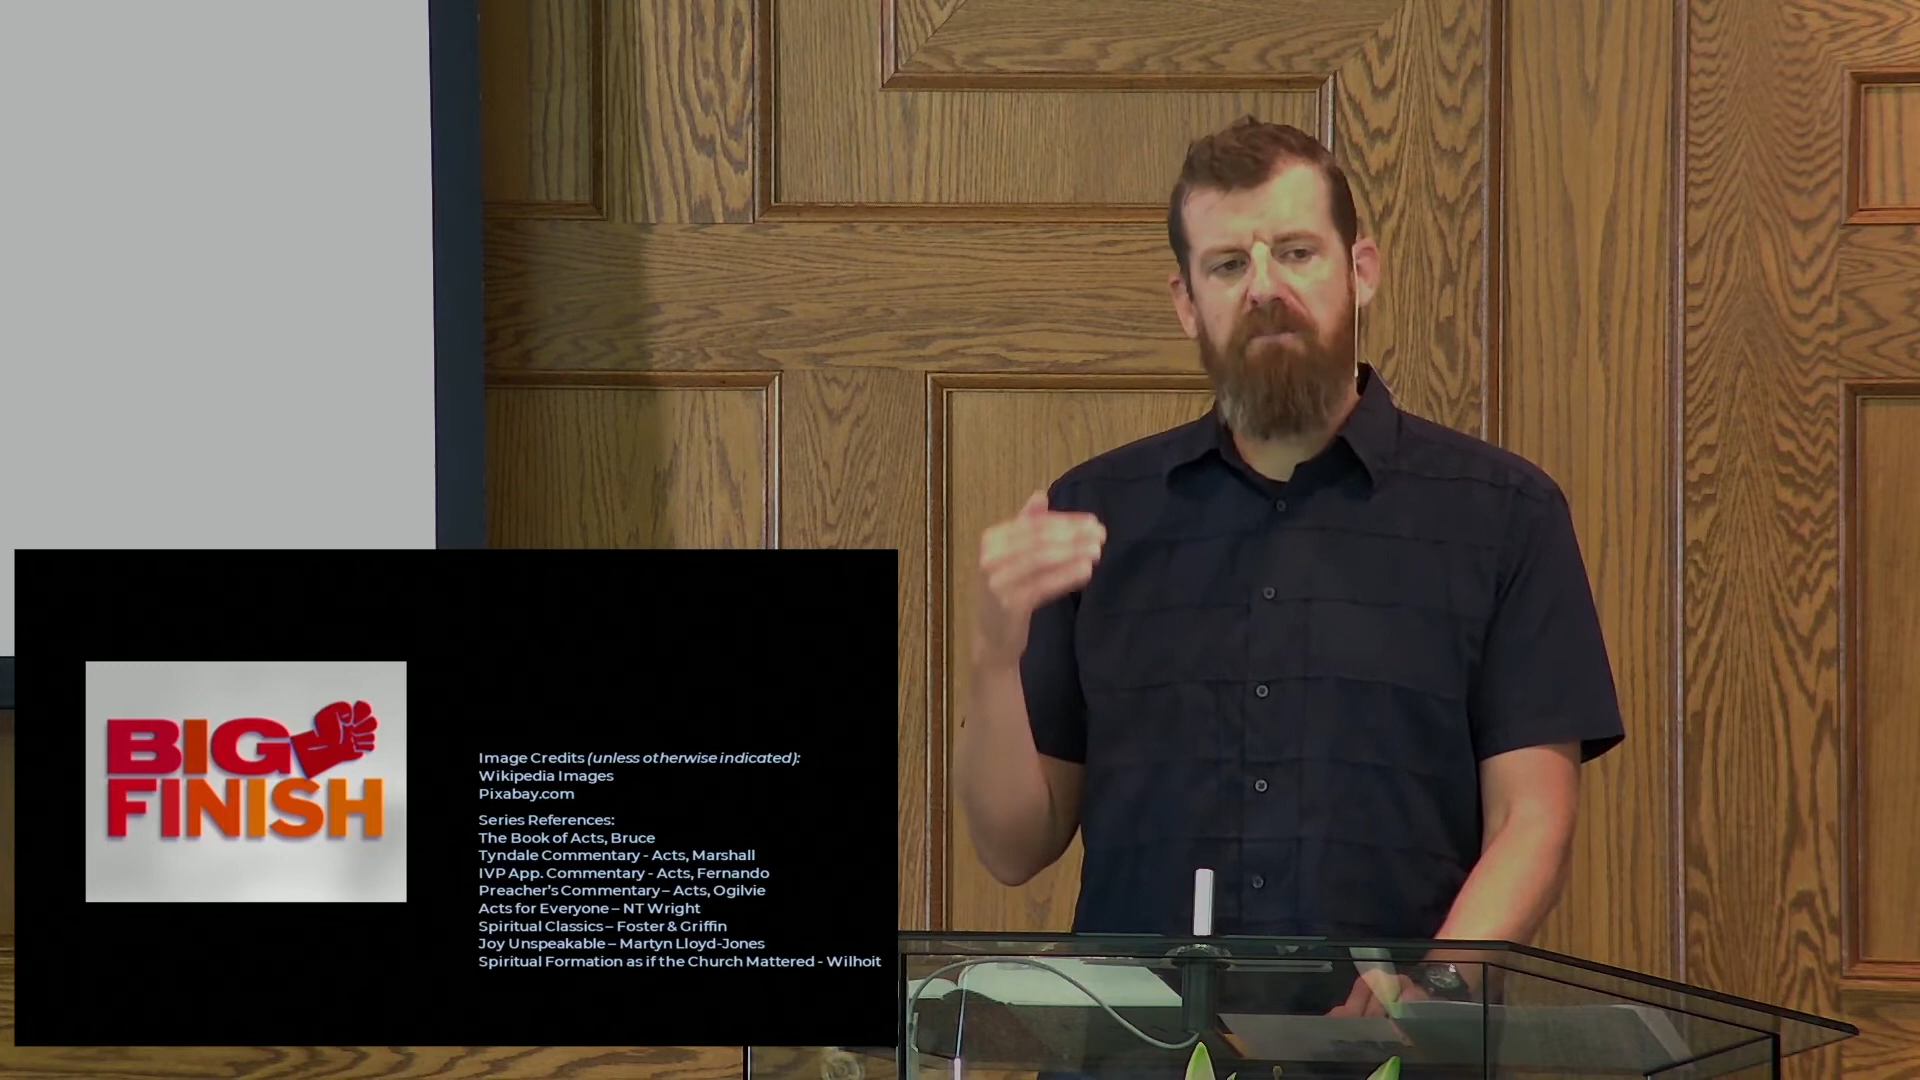 BIG
FINISH
Image Credits (unless otherwise indicated):
Wikipedia Images
Pixabay.com
Series References:
The Book of Acts, Bruce
Tyndale Commentary - Acts, Marshall
IVP App. Commentary - Acts, Fernando
Preacher's Commentary – Acts, Ogilvie
Acts for Everyone – NT Wright
Spiritual Classics – Foster & Griffin
Joy Unspeakable – Martyn Lloyd-Jones
Spiritual Formation as if the Church Mattered - Wilhoit